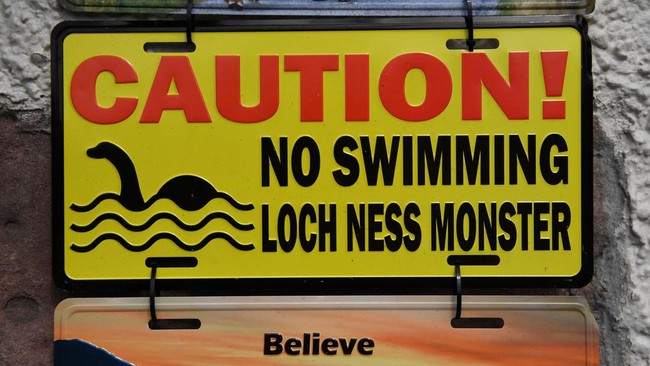 CAUTION!
NO SWIMMING
LOCH NESS MONSTER
Believe